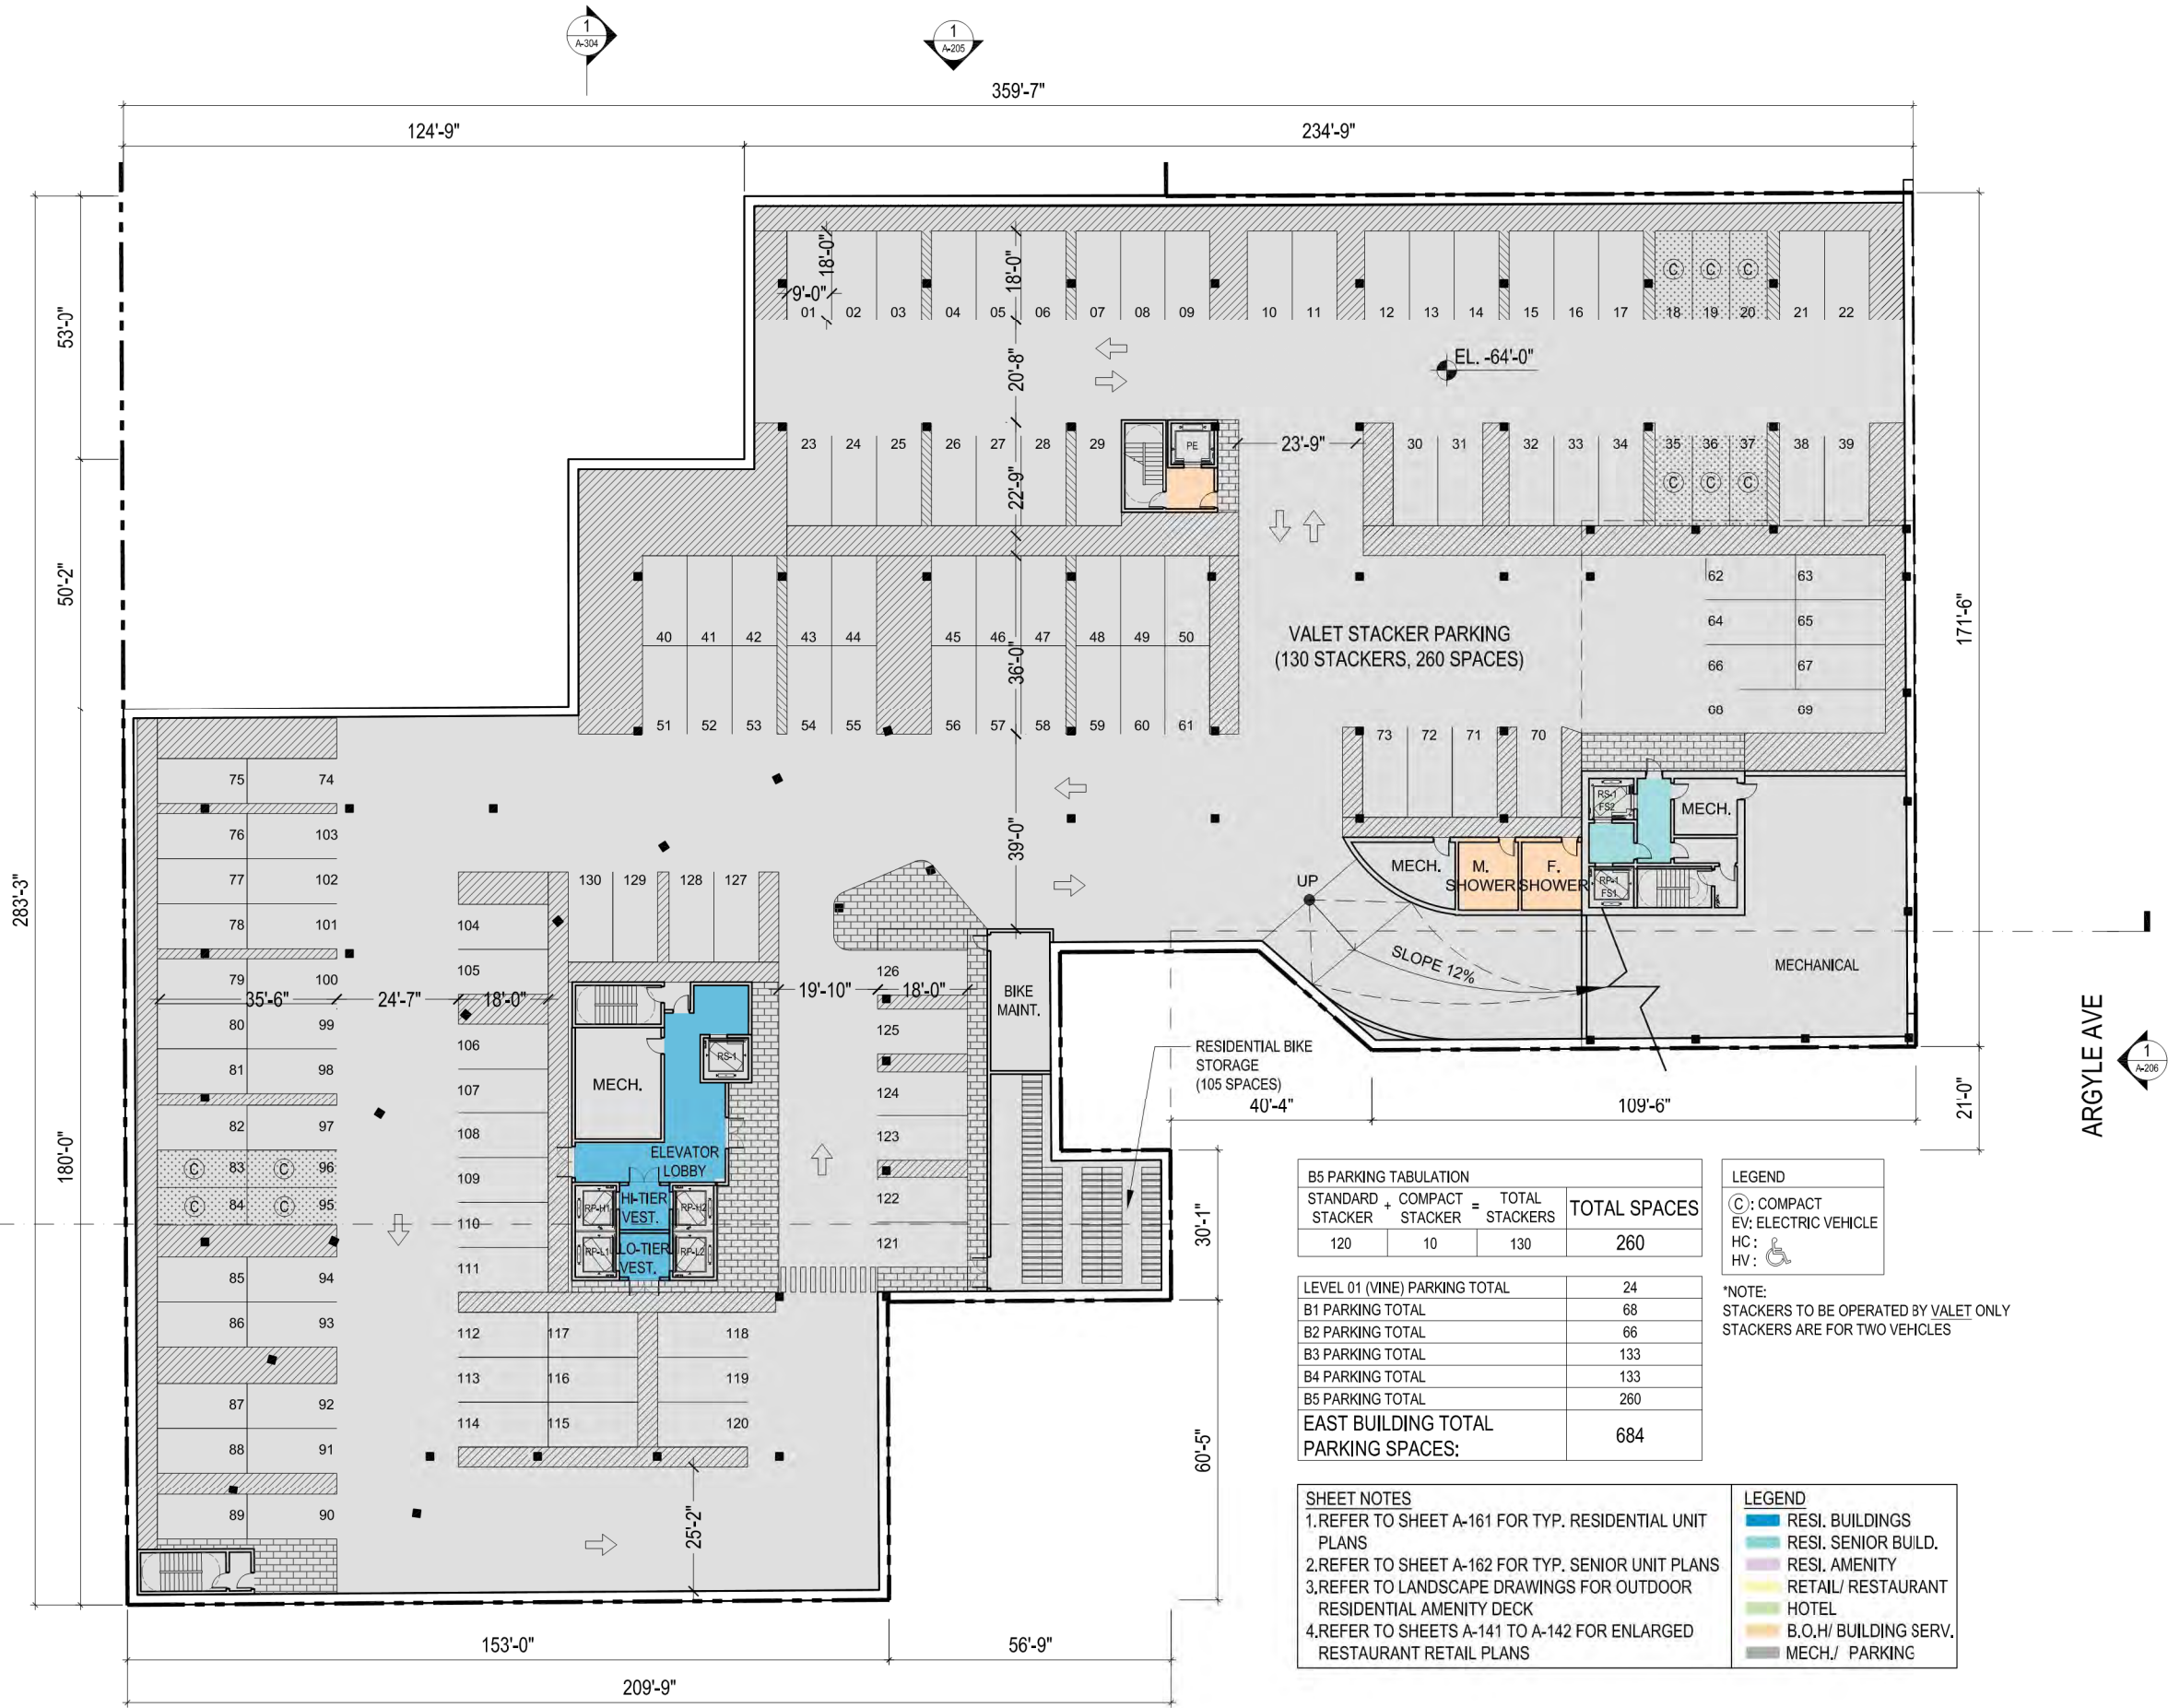 1
A-304
1
A-205
359'-7"
124'-9"
234'-9"
53'-0"
50'-2"
283'-3"
180'-0"
171'-6"
21'-0"
18'-0"
9'-0"
18'-0"
01 02 03 04 05 06 07 08 09 10 11 12 13 14 15 16 17 18 19 20 21 22
C C C
20'-8"
EL. -64'-0"
23 24 25 26 27 28 29 30 31 32 33 34 35 36 37 38 39
PE
23'-9"
22'-9"
C C C
40 41 42 43 44 45 46 47 48 49 50
36'-0"
51 52 53 54 55 56 57 58 59 60 61
VALET STACKER PARKING
(130 STACKERS, 260 SPACES)
62 63
64 65
66 67
68 69
73 72 71 70
39'-0"
75 74
76 103
77 102
78 101
79 100
35'-6"
24'-7"
18'-0"
80 99
81 98
82 97
C 83 C 96
C 84 C 95
85 94
86 93
87 92
88 91
89 90
104
105
106
107
108
109
110
111
112 117 118
113 116 119
114 115 120
130 129 128 127
19'-10"
18'-0"
126
125
124
123
122
121
MECH.
RS-1
ELEVATOR
LOBBY
HI-TIER
VEST.
LO-TIER
VEST.
RP-H1
RP-H2
RP-L1
RP-L2
25'-2"
BIKE
MAINT.
RESIDENTIAL BIKE
STORAGE
(105 SPACES)
UP
SLOPE 12%
MECH.
M.
SHOWER
F.
SHOWER
RS-1
FS2
MECH.
RP-1
FS1
MECHANICAL
40'-4"
109'-6"
30'-1"
60'-5"
153'-0"
56'-9"
209'-9"
ARGYLE AVE
1
A-206
B5 PARKING TABULATION
STANDARD STACKER + COMPACT STACKER = TOTAL STACKERS TOTAL SPACES
120 10 130 260
LEVEL 01 (VINE) PARKING TOTAL 24
B1 PARKING TOTAL 68
B2 PARKING TOTAL 66
B3 PARKING TOTAL 133
B4 PARKING TOTAL 133
B5 PARKING TOTAL 260
EAST BUILDING TOTAL
PARKING SPACES: 684
LEGEND
C : COMPACT
EV: ELECTRIC VEHICLE
HC :
HV :
*NOTE:
STACKERS TO BE OPERATED BY VALET ONLY
STACKERS ARE FOR TWO VEHICLES
SHEET NOTES
1.REFER TO SHEET A-161 FOR TYP. RESIDENTIAL UNIT
PLANS
2.REFER TO SHEET A-162 FOR TYP. SENIOR UNIT PLANS
3.REFER TO LANDSCAPE DRAWINGS FOR OUTDOOR
RESIDENTIAL AMENITY DECK
4.REFER TO SHEETS A-141 TO A-142 FOR ENLARGED
RESTAURANT RETAIL PLANS
LEGEND
RESI. BUILDINGS
RESI. SENIOR BUILD.
RESI. AMENITY
RETAIL/ RESTAURANT
HOTEL
B.O.H/ BUILDING SERV.
MECH./ PARKING